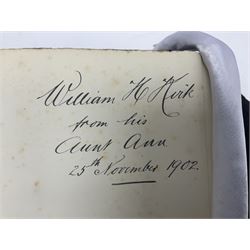 William H Kirk
from his
Aunt Ann
25th November 1902.